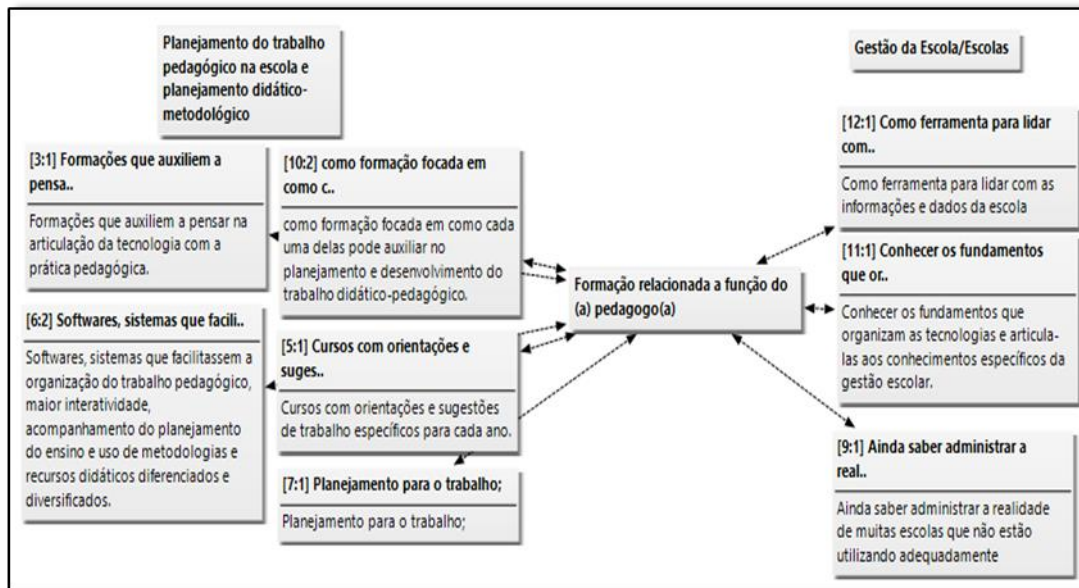 Planejamento do trabalho
pedagógico na escola e
planejamento didático-
metodológico
Gestão da Escola/Escolas
[3:1] Formações que auxiliem a
pensa..
Formações que auxiliem a pensar na
articulação da tecnologia com a
prática pedagógica.
[10:2] como formação focada em
como c..
como formação focada em como cada
uma delas pode auxiliar no
planejamento e desenvolvimento do
trabalho didático-pedagógico.
[6:2] Softwares, sistemas que facili..
Softwares, sistemas que facilitassem a
organização do trabalho pedagógico,
maior interatividade,
acompanhamento do planejamento
do ensino e uso de metodologias e
recursos didáticos diferenciados e
diversificados.
[5:1] Cursos com orientações e
suges..
Cursos com orientações e sugestões
de trabalho específicos para cada ano.
[7:1] Planejamento para o trabalho;
Planejamento para o trabalho;
Formação relacionada a função do
(a) pedagogo(a)
[12:1] Como ferramenta para lidar
com..
Como ferramenta para lidar com as
informações e dados da escola
[11:1] Conhecer os fundamentos
que or..
Conhecer os fundamentos que
organizam as tecnologias e articula-
las aos conhecimentos específicos da
gestão escolar.
[9:1] Ainda saber administrar a
real..
Ainda saber administrar a realidade
de muitas escolas que não estão
utilizando adequadamente